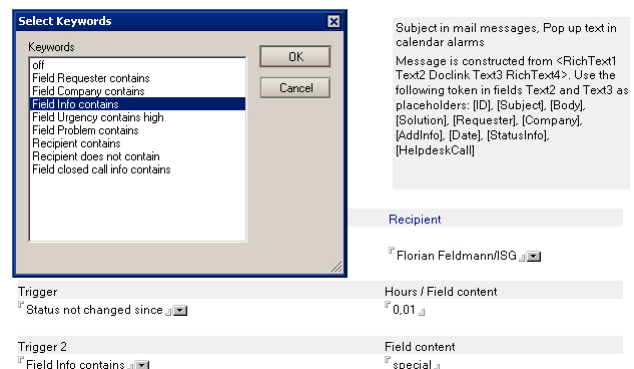 Select Keywords
Keywords
OK
Cancel
off
Field Requester contains
Field Company contains
Field Info contains
Field Urgency contains high
Field Problem contains
Recipient contains
Recipient does not contain
Field closed call info contains
Subject in mail messages, Pop up text in
calendar alarms
Message is constructed from <RichText1
Text2 Doclink Text3 RichText4>. Use the
following token in fields Text2 and Text3 as
placeholders: [ID], [Subject], [Body],
[Solution], [Requester], [Company],
[AddInfo], [Date], [StatusInfo],
[HelpdeskCall]
Recipient
Florian Feldmann/ISG
Trigger
Hours / Field content
Status not changed since
0,01
Trigger 2
Field content
Field Info contains
special